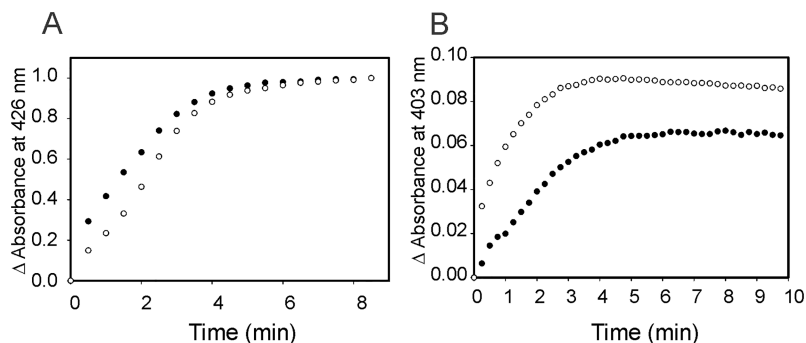 A
Δ Absorbance at 426 nm
1.0
0.8
0.6
0.4
0.2
0.0
0 2 4 6 8
Time (min)
B
Δ Absorbance at 403 nm
0.10
0.08
0.06
0.04
0.02
0.00
0 1 2 3 4 5 6 7 8 9 10
Time (min)